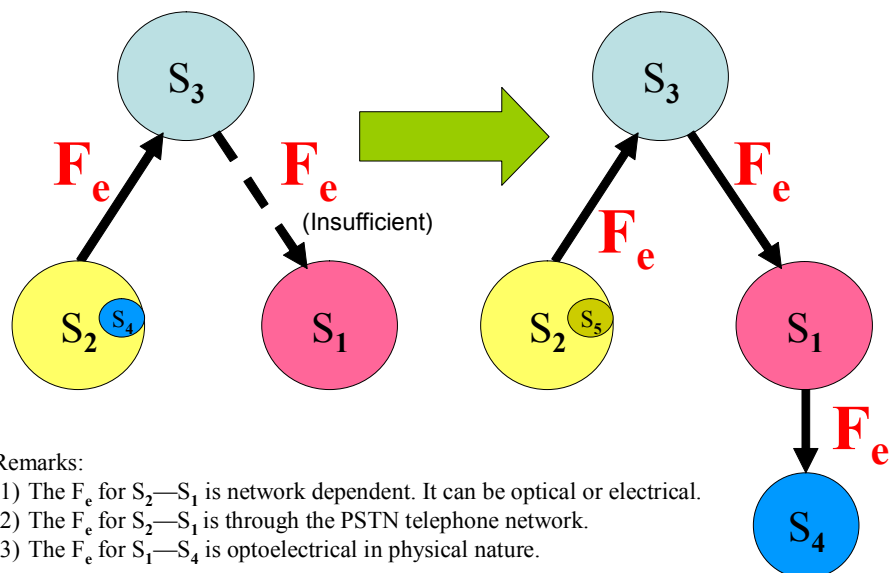 S3
S3
Fe
Fe
(Insufficient)
Fe
Fe
S2
S4
S1
S2
S5
S1
Fe
S4
Remarks:
1) The Fe for S2—S1 is network dependent. It can be optical or electrical.
2) The Fe for S2—S1 is through the PSTN telephone network.
3) The Fe for S1—S4 is optoelectrical in physical nature.